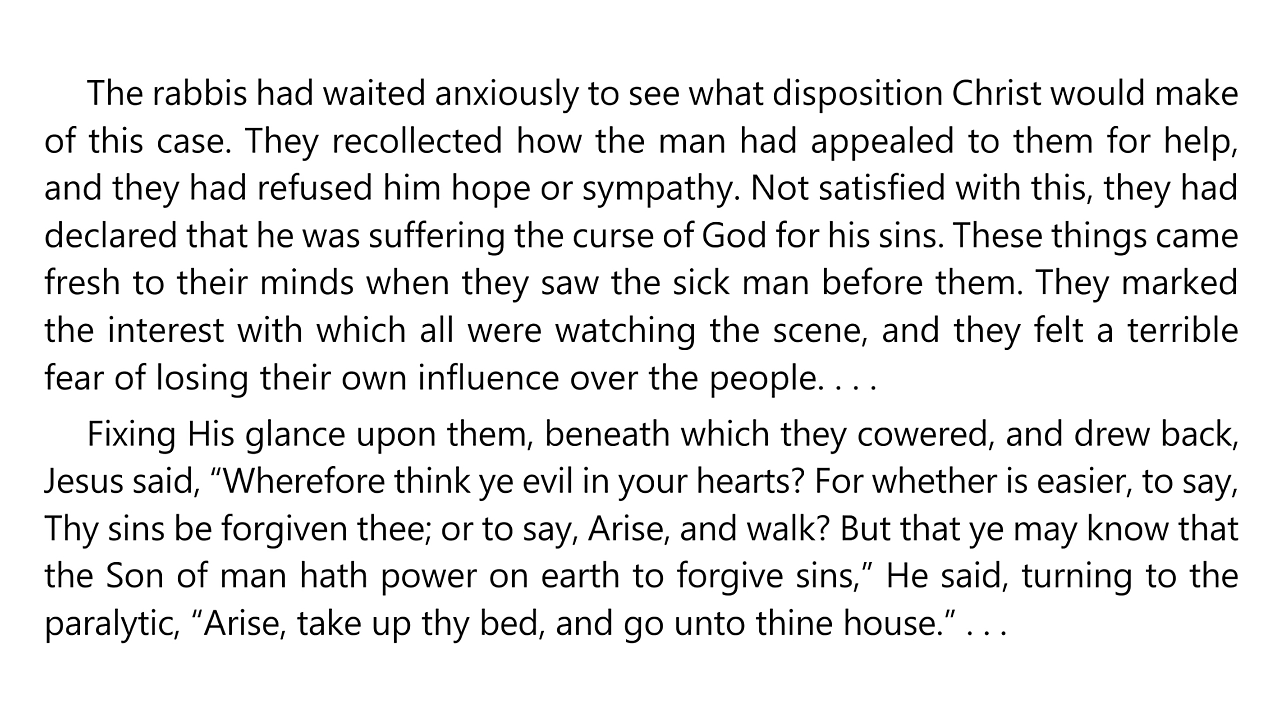 The rabbis had waited anxiously to see what disposition Christ would make
of this case. They recollected how the man had appealed to them for help,
and they had refused him hope or sympathy. Not satisfied with this, they had
declared that he was suffering the curse of God for his sins. These things came
fresh to their minds when they saw the sick man before them. They marked
the interest with which all were watching the scene, and they felt a terrible
fear of losing their own influence over the people. . . .
Fixing His glance upon them, beneath which they cowered, and drew back,
Jesus said, “Wherefore think ye evil in your hearts? For whether is easier, to say,
Thy sins be forgiven thee; or to say, Arise, and walk? But that ye may know that
the Son of man hath power on earth to forgive sins,” He said, turning to the
paralytic, “Arise, take up thy bed, and go unto thine house.” . . .